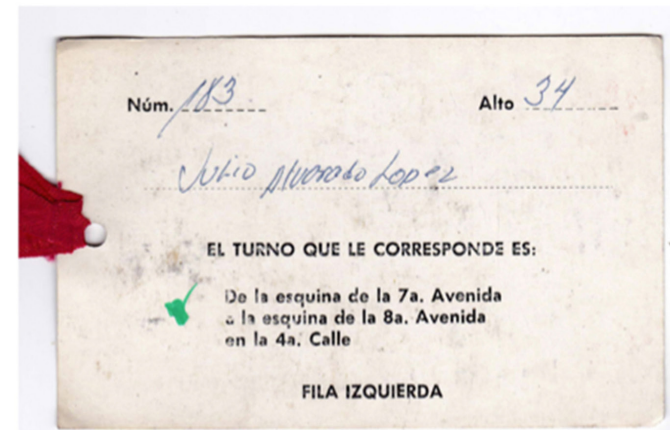 Núm. 183
Alto 34
Julio Alvarado Lopez
EL TURNO QUE LE CORRESPONDE ES:
De la esquina de la 7a. Avenida
a la esquina de la 8a. Avenida
en la 4a. Calle
FILA IZQUIERDA